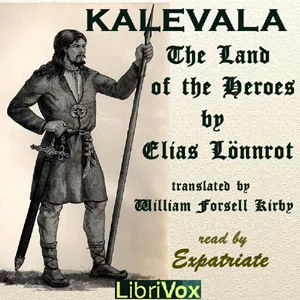 KALEVALA
The Land
of the Heroes
by
Elias Lönnrot
translated by
William Forsell Kirby
read by
Expatriate
LibriVox